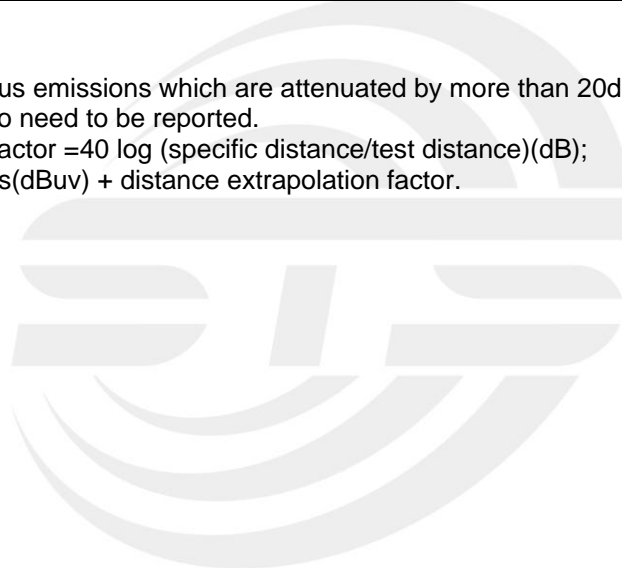 us emissions which are attenuated by more than 20d
o need to be reported.
actor =40 log (specific distance/test distance)(dB);
s(dBuv) + distance extrapolation factor.
STS